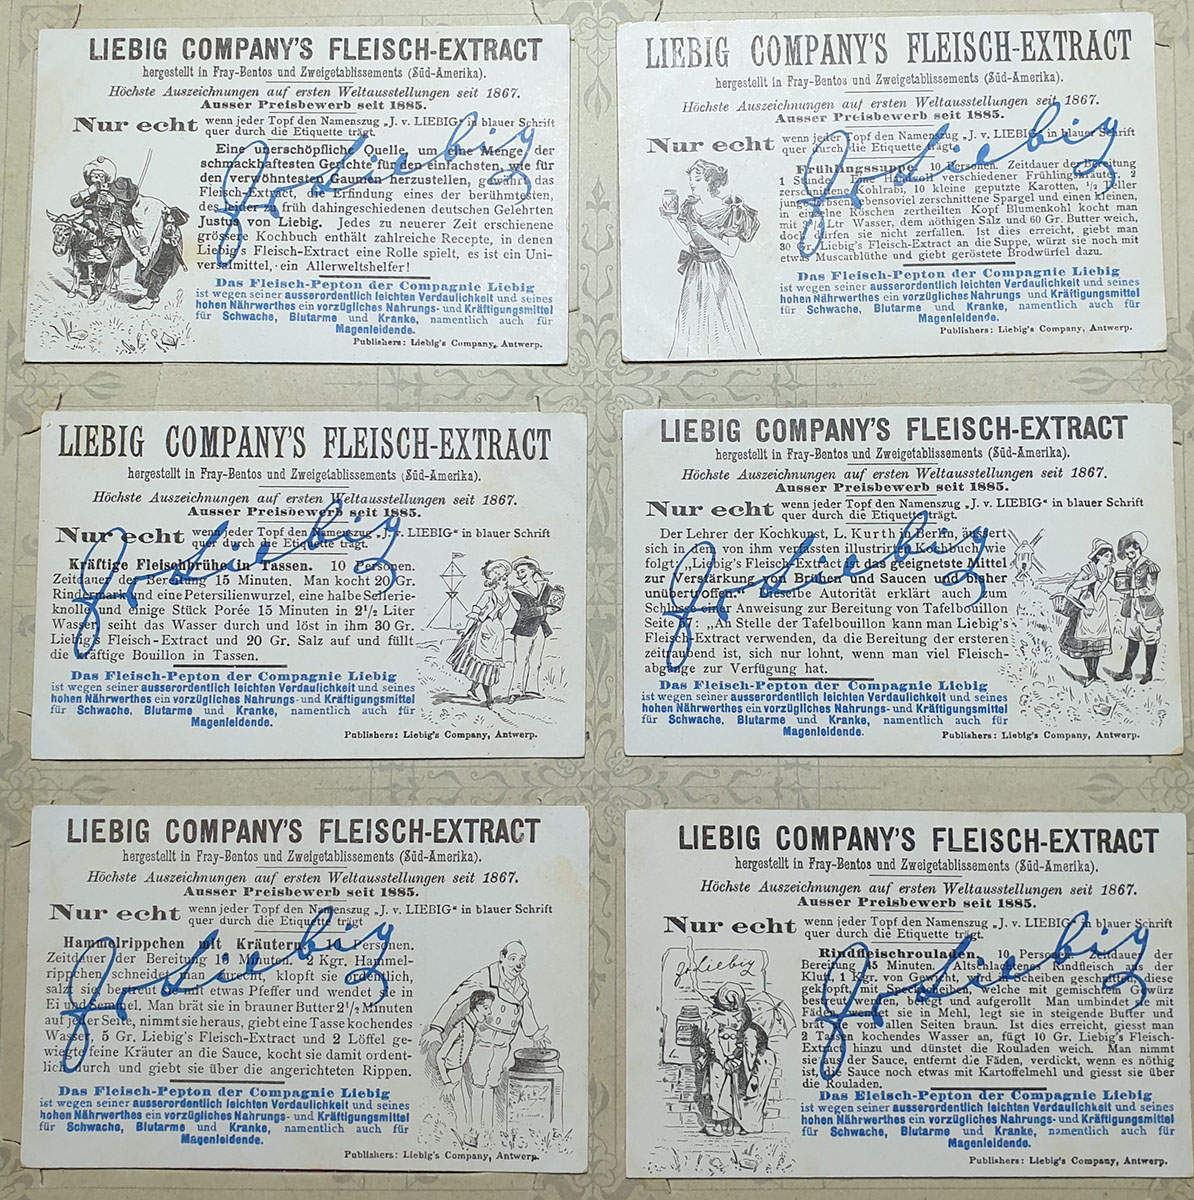 LIEBIG COMPANY'S FLEISCH-EXTRACT
hergestellt in Fray-Bentos und Zweigetablissements (Süd-Amerika).
Höchste Auszeichnungen auf ersten Weltausstellungen seit 1867.
Ausser Preisbewerb seit 1885.
Nur echt wenn jeder Topf den Namenszug „J. v. LIEBIG“ in blauer Schrift
quer durch die Etiquette trägt.
Eine unerschöpfliche Quelle, um eine Menge der
schmackhaftesten Gerichte für den einfachsten, wie für
den verwöhntesten Gaumen herzustellen, gewährt das
Fleisch-Extract, die Erfindung eines der berühmtesten,
des leider zu früh dahingeschiedenen deutschen Gelehrten
Justus von Liebig. Jedes zu neuerer Zeit erschienene
grössere Kochbuch enthält zahlreiche Recepte, in denen
Liebig's Fleisch-Extract eine Rolle spielt, es ist ein Uni-
versalmittel, ein Allerweltshelfer!
Das Fleisch-Pepton der Compagnie Liebig
ist wegen seiner ausserordentlich leichten Verdaulichkeit und seines
hohen Nährwerthes ein vorzügliches Nahrungs- und Kräftigungsmittel
für Schwache, Blutarme und Kranke, namentlich auch für
Magenleidende.
Publishers: Liebig's Company, Antwerp.
LIEBIG COMPANY'S FLEISCH-EXTRACT
hergestellt in Fray-Bentos und Zweigetablissements (Süd-Amerika).
Höchste Auszeichnungen auf ersten Weltausstellungen seit 1867.
Ausser Preisbewerb seit 1885.
Nur echt wenn jeder Topf den Namenszug „J. v. LIEBIG“ in blauer Schrift
quer durch die Etiquette trägt.
Frühlingssuppe. 10 Personen. Zeitdauer der Bereitung
1 Stunde. Eine Handvoll verschiedener Frühlingskräuter, 2
zerschnittene Kohlrabi, 10 kleine geputzte Karotten, 1/2 Teller
junge Erbsen, ebensoviel zerschnittene Spargel und einen kleinen,
in einzelne Röschen zertheilten Kopf Blumenkohl kocht man
mit Ltr Wasser, dem nöthigen Salz und 60 Gr. Butter weich,
doch dürfen sie nicht zerfallen. Ist dies erreicht, giebt man
30 Gr. Liebig's Fleisch-Extract an die Suppe, würzt sie noch mit
etwas Muscatblüthe und giebt geröstete Brodwürfel dazu.
Das Fleisch-Pepton der Compagnie Liebig
ist wegen seiner ausserordentlich leichten Verdaulichkeit und seines
hohen Nährwerthes ein vorzügliches Nahrungs- und Kräftigungsmittel
für Schwache, Blutarme und Kranke, namentlich auch für
Magenleidende.
Publishers: Liebig's Company, Antwerp.
LIEBIG COMPANY'S FLEISCH-EXTRACT
hergestellt in Fray-Bentos und Zweigetablissements (Süd-Amerika).
Höchste Auszeichnungen auf ersten Weltausstellungen seit 1867.
Ausser Preisbewerb seit 1885.
Nur echt wenn jeder Topf den Namenszug „J. v. LIEBIG“ in blauer Schrift
quer durch die Etiquette trägt.
Kräftige Fleischbrühe in Tassen. 10 Personen.
Zeitdauer der Bereitung 15 Minuten. Man kocht 20 Gr.
Rindermark und eine Petersilienwurzel, eine halbe Sellerie-
knolle und einige Stück Porée 15 Minuten in 2 1/2 Liter
Wasser, seiht das Wasser durch und löst in ihm 30 Gr.
Liebig's Fleisch-Extract und 20 Gr. Salz auf und füllt
die kräftige Bouillon in Tassen.
Das Fleisch-Pepton der Compagnie Liebig
ist wegen seiner ausserordentlich leichten Verdaulichkeit und seines
hohen Nährwerthes ein vorzügliches Nahrungs- und Kräftigungsmittel
für Schwache, Blutarme und Kranke, namentlich auch für
Magenleidende.
Publishers: Liebig's Company, Antwerp.
LIEBIG COMPANY'S FLEISCH-EXTRACT
hergestellt in Fray-Bentos und Zweigetablissements (Süd-Amerika).
Höchste Auszeichnungen auf ersten Weltausstellungen seit 1867.
Ausser Preisbewerb seit 1885.
Nur echt wenn jeder Topf den Namenszug „J. v. LIEBIG“ in blauer Schrift
quer durch die Etiquette trägt.
Der Lehrer der Kochkunst, L. Kurth in Berlin, äussert
sich in dem von ihm verfassten illustrirten Kochbuch wie
folgt: „Liebig's Fleisch-Extract ist das geeignetste Mittel
zur Verstärkung von Brühen und Saucen und bisher
unübertroffen.“ Dieselbe Autorität erklärt auch zum
Schlusse einer Anweisung zur Bereitung von Tafelbouillon
Seite 7: „An Stelle der Tafelbouillon kann man Liebig's
Fleisch-Extract verwenden, da die Bereitung der ersteren
zeitraubend ist, sich nur lohnt, wenn man viel Fleisch-
abgänge zur Verfügung hat.
Das Fleisch-Pepton der Compagnie Liebig
ist wegen seiner ausserordentlich leichten Verdaulichkeit und seines
hohen Nährwerthes ein vorzügliches Nahrungs- und Kräftigungsmittel
für Schwache, Blutarme und Kranke, namentlich auch für
Magenleidende.
Publishers: Liebig's Company, Antwerp.
LIEBIG COMPANY'S FLEISCH-EXTRACT
hergestellt in Fray-Bentos und Zweigetablissements (Süd-Amerika).
Höchste Auszeichnungen auf ersten Weltausstellungen seit 1867.
Ausser Preisbewerb seit 1885.
Nur echt wenn jeder Topf den Namenszug „J. v. LIEBIG“ in blauer Schrift
quer durch die Etiquette trägt
Hammelrippchen mit Kräutern. 10 Personen.
Zeitdauer der Bereitung Minuten. 2 Kgr. Hammel-
rippchen schneidet man zurecht, klopft sie ordentlich,
salzt sie, bestreut sie mit etwas Pfeffer und wendet sie in
Ei und Semmel. Man brät sie in brauner Butter 2 1/2 Minuten
auf jeder Seite, nimmt sie heraus, giebt eine Tasse kochendes
Wasser, 5 Gr. Liebig's Fleisch-Extract und 2 Löffel ge-
wiegte feine Kräuter an die Sauce, kocht sie damit ordent-
lich durch und giebt sie über die angerichteten Rippen.
Das Fleisch-Pepton der Compagnie Liebig
ist wegen seiner ausserordentlich leichten Verdaulichkeit und seines
hohen Nährwerthes ein vorzügliches Nahrungs- und Kräftigungsmittel
für Schwache, Blutarme und Kranke, namentlich auch für
Magenleidende.
Publishers: Liebig's Company, Antwerp.
LIEBIG COMPANY'S FLEISCH-EXTRACT
hergestellt in Fray-Bentos und Zweigetablissements (Süd-Amerika).
Höchste Auszeichnungen auf ersten Weltausstellungen seit 1867.
Ausser Preisbewerb seit 1885.
Nur echt wenn jeder Topf den Namenszug „J. v. LIEBIG“ in blauer Schrift
quer durch die Etiquette trägt.
JvLiebig
Rindfleischrouladen. 10 Personen. Zeitdauer der
Bereitung 45 Minuten. Altschlachtenes Rindfleisch aus der
Kluft, Kgr. an Gewicht, wird in Scheiben geschnitten, diese
geklopft, mit Speckscheiben, welche mit gemischtem Gewürz
bestreut werden, belegt und aufgerollt. Man umbindet sie mit
Fäden, wendet sie in Mehl, legt sie in steigende Butter und
brät sie von allen Seiten braun. Ist dies erreicht, giesst man
2 Tassen kochendes Wasser an, fügt 10 Gr. Liebig's Fleisch-
Extract hinzu und dünstet die Rouladen weich. Man nimmt
sie aus der Sauce, entfernt die Fäden, verdickt, wenn es nöthig
ist, die Sauce noch etwas mit Kartoffelmehl und giesst sie über
die Rouladen.
Das Fleisch-Pepton der Compagnie Liebig
ist wegen seiner ausserordentlich leichten Verdaulichkeit und seines
hohen Nährwerthes ein vorzügliches Nahrungs- und Kräftigungsmittel
für Schwache, Blutarme und Kranke, namentlich auch für
Magenleidende.
Publishers: Liebig's Company, Antwerp.